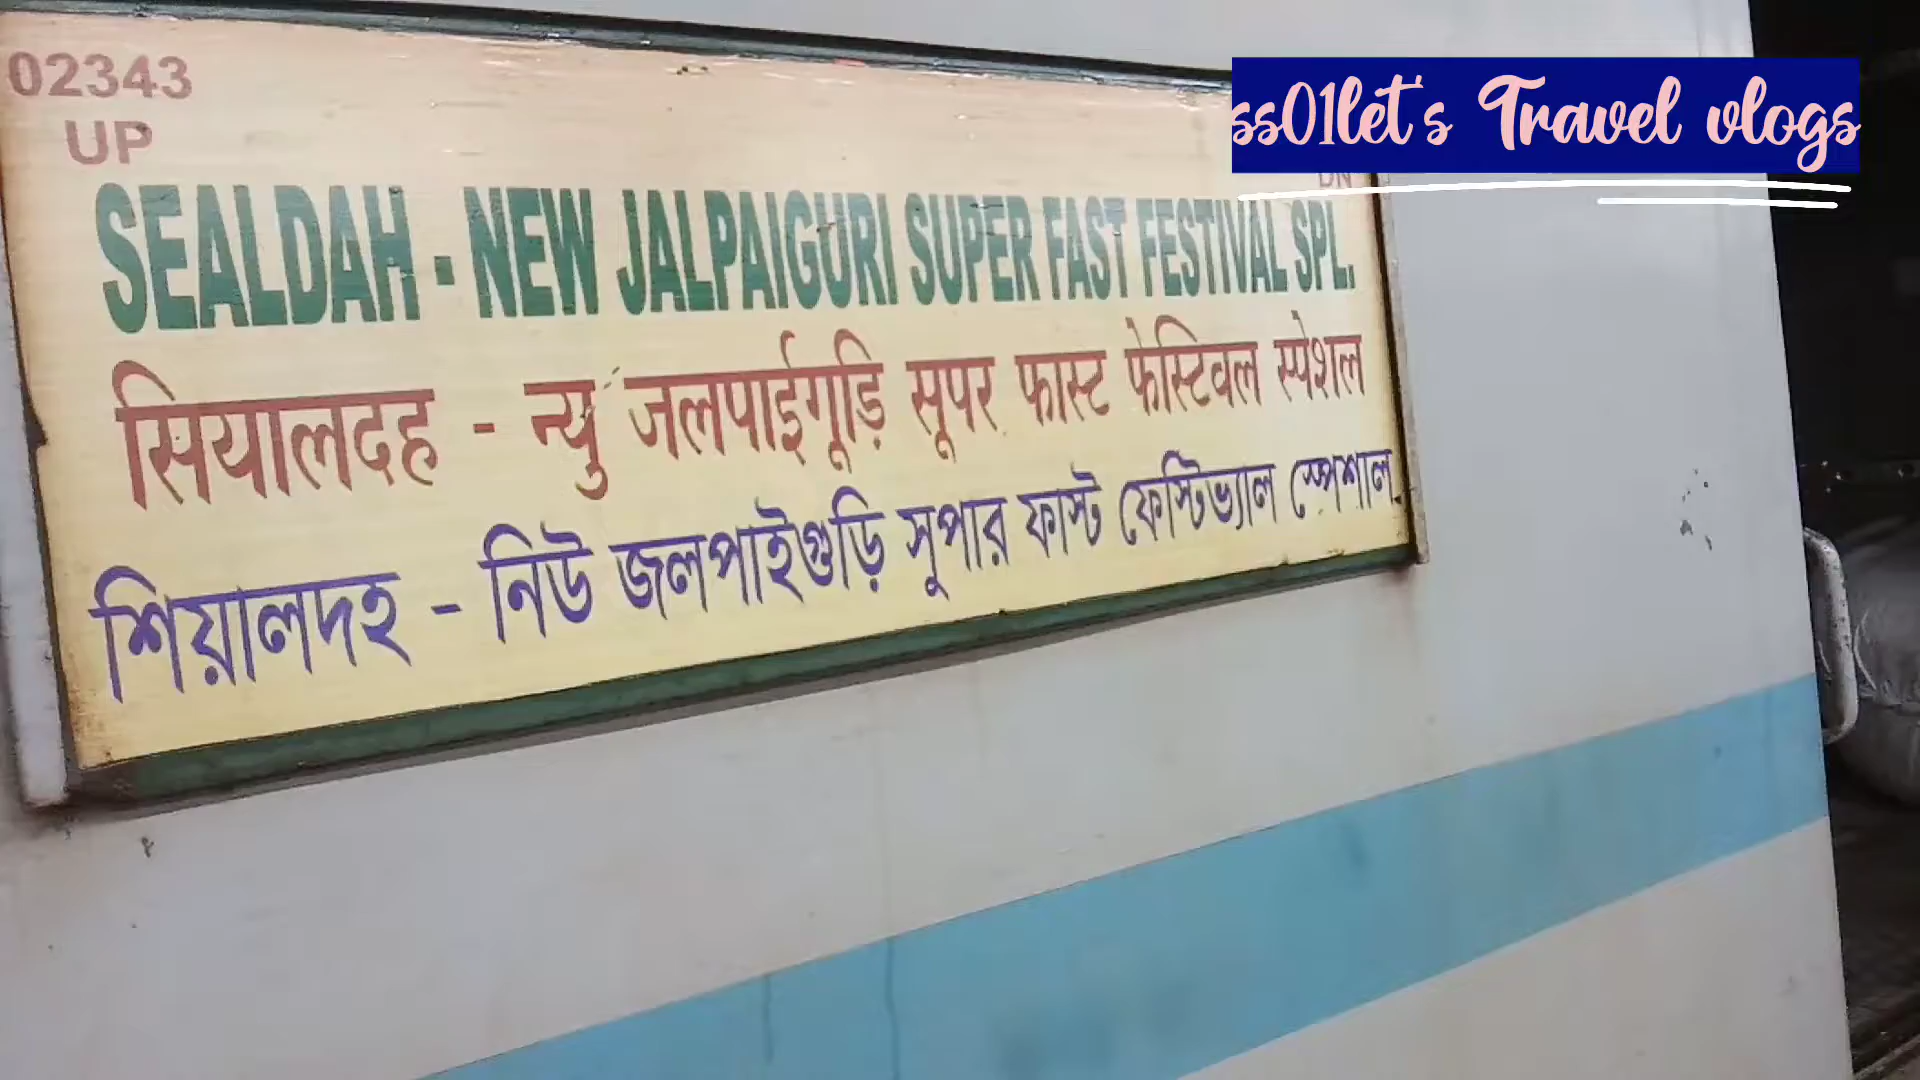 02343
UP
ss01let's Travel vlogs
DN
SEALDAH - NEW JALPAIGURI SUPER FAST FESTIVAL SPL.
सियालदह - न्यु जलपाईगूड़ि सूपर फास्ट फेस्टिवल स्पेशल
শিয়ালদহ - নিউ জলপাইগুড়ি সুপার ফাস্ট ফেস্টিভ্যাল স্পেশাল